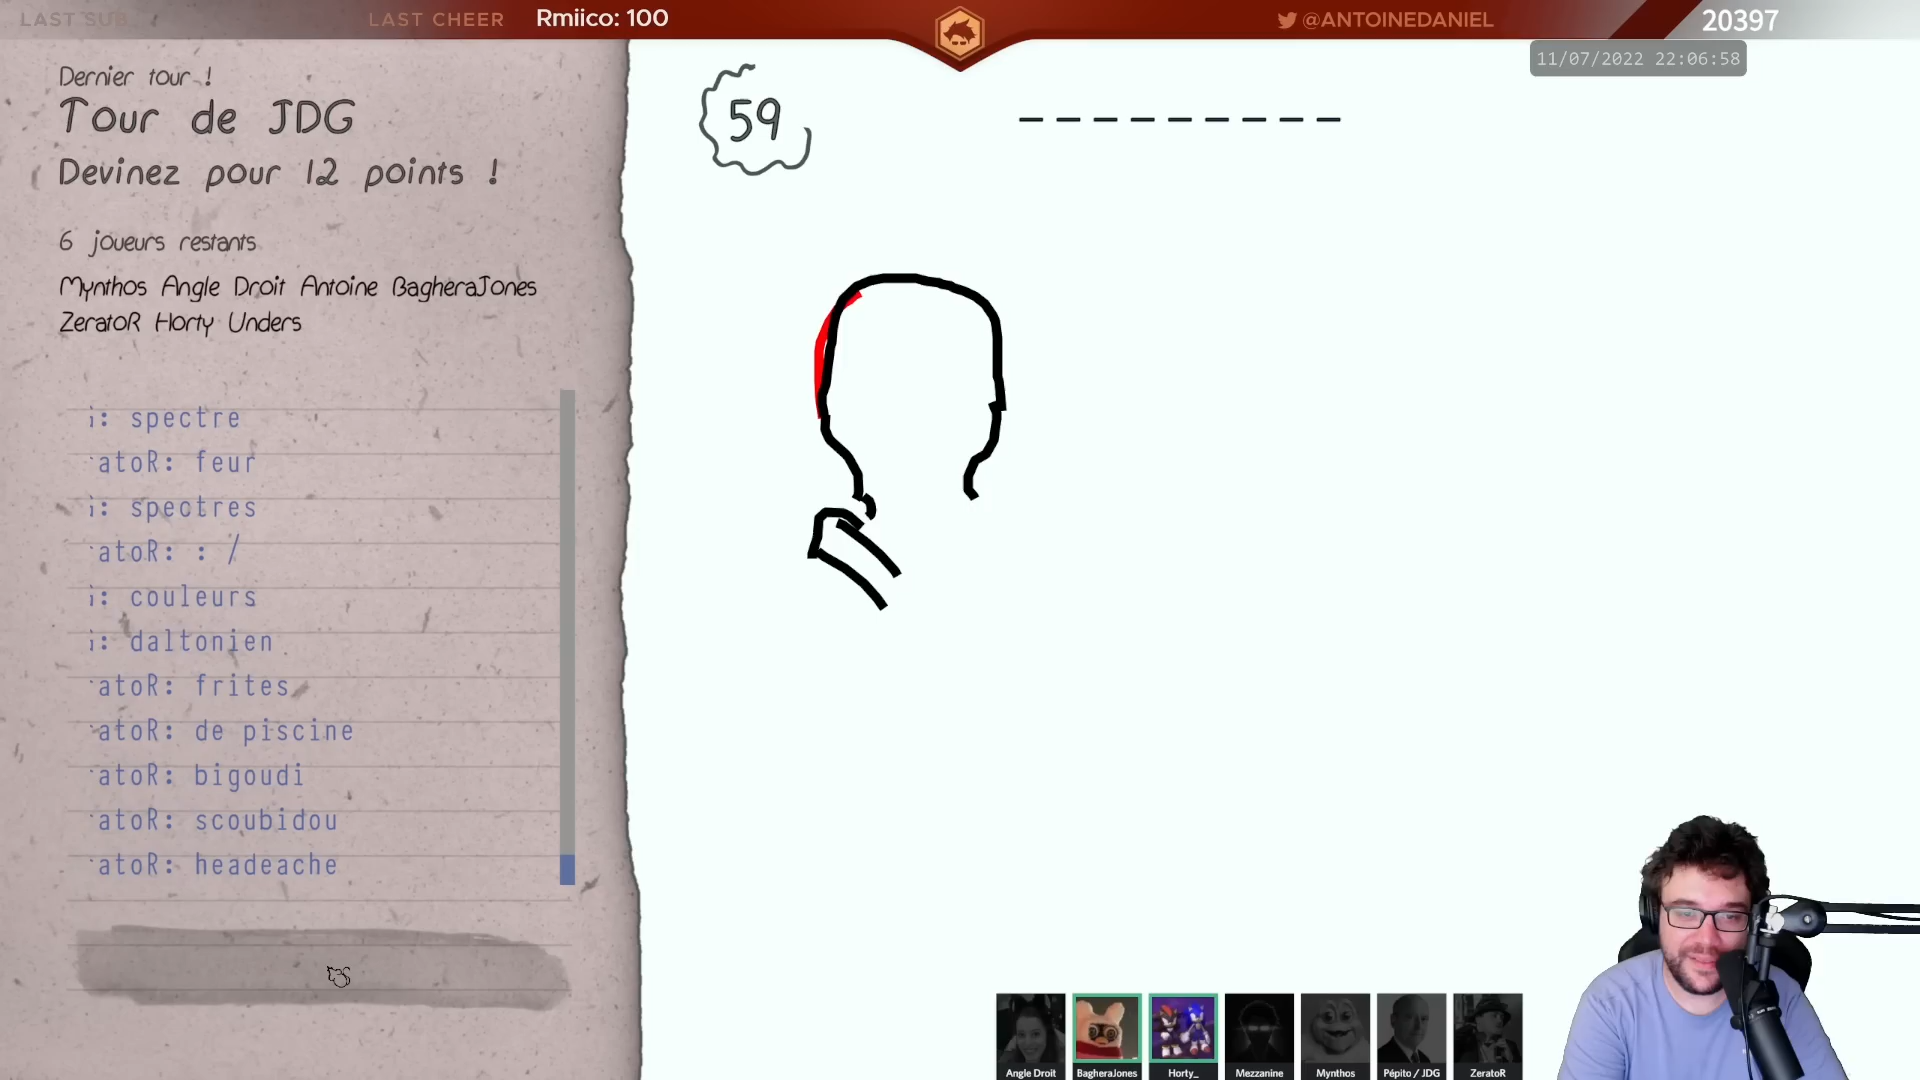 LAST SUB
LAST CHEER
Rmiico: 100
@ANTOINEDANIEL
20397
11/07/2022 22:06:58
Dernier tour !
Tour de JDG
Devinez pour 12 points !
6 joueurs restants
Mynthos Angle Droit Antoine BagheraJones
ZeratoR Horty Unders
59
: spectre
atoR: feur
: spectres
atoR: : /
: couleurs
: daltonien
atoR: frites
atoR: de piscine
atoR: bigoudi
atoR: scoubidou
atoR: headeache
Angle Droit
BagheraJones
Horty_
Mezzanine
Mynthos
Pépito / JDG
ZeratoR